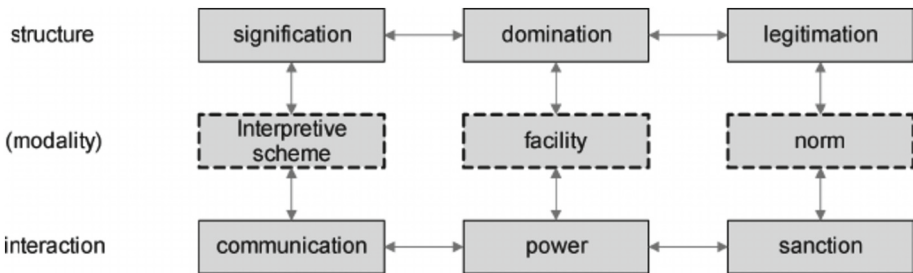 structure signification domination legitimation
(modality) Interpretive scheme facility norm
interaction communication power sanction